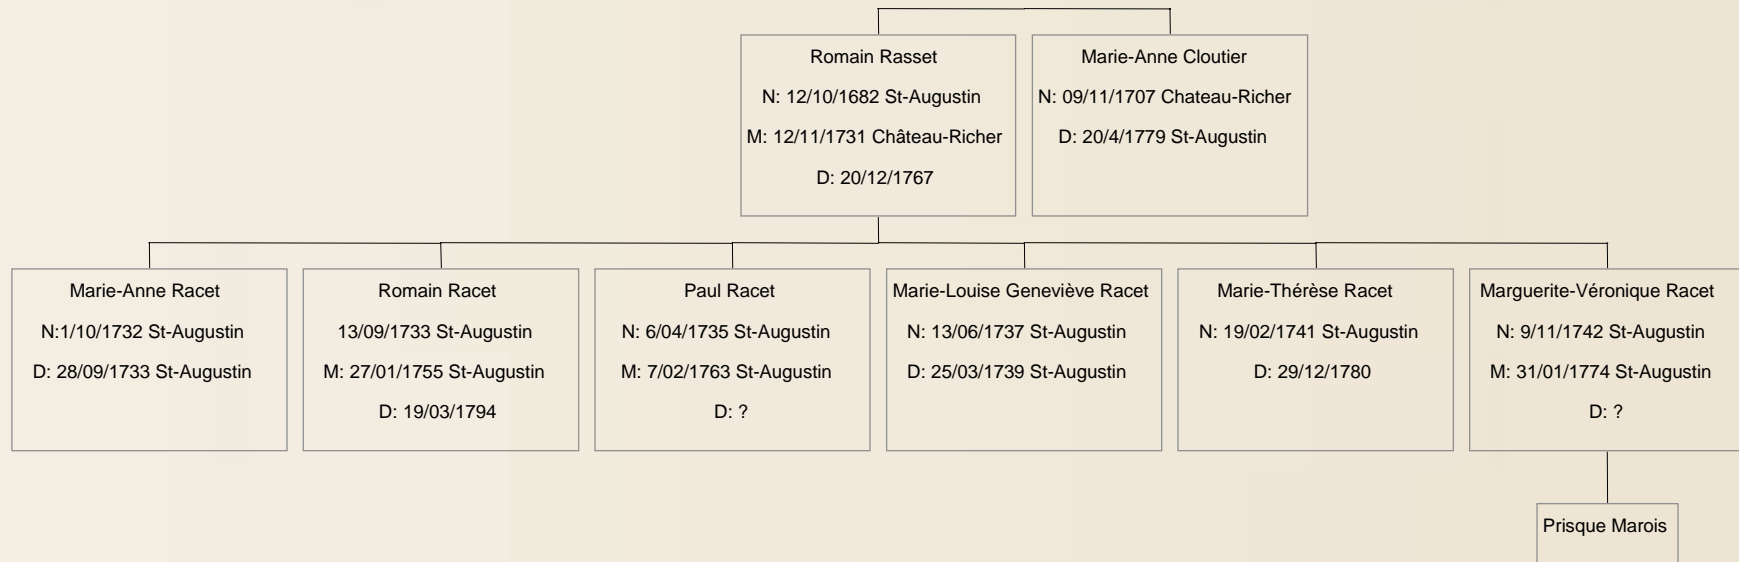 Romain Rasset
N: 12/10/1682 St-Augustin
M: 12/11/1731 Château-Richer
D: 20/12/1767
Marie-Anne Cloutier
N: 09/11/1707 Chateau-Richer
D: 20/4/1779 St-Augustin
Marie-Anne Racet
N:1/10/1732 St-Augustin
D: 28/09/1733 St-Augustin
Romain Racet
13/09/1733 St-Augustin
M: 27/01/1755 St-Augustin
D: 19/03/1794
Paul Racet
N: 6/04/1735 St-Augustin
M: 7/02/1763 St-Augustin
D: ?
Marie-Louise Geneviève Racet
N: 13/06/1737 St-Augustin
D: 25/03/1739 St-Augustin
Marie-Thérèse Racet
N: 19/02/1741 St-Augustin
D: 29/12/1780
Marguerite-Véronique Racet
N: 9/11/1742 St-Augustin
M: 31/01/1774 St-Augustin
D: ?
Prisque Marois